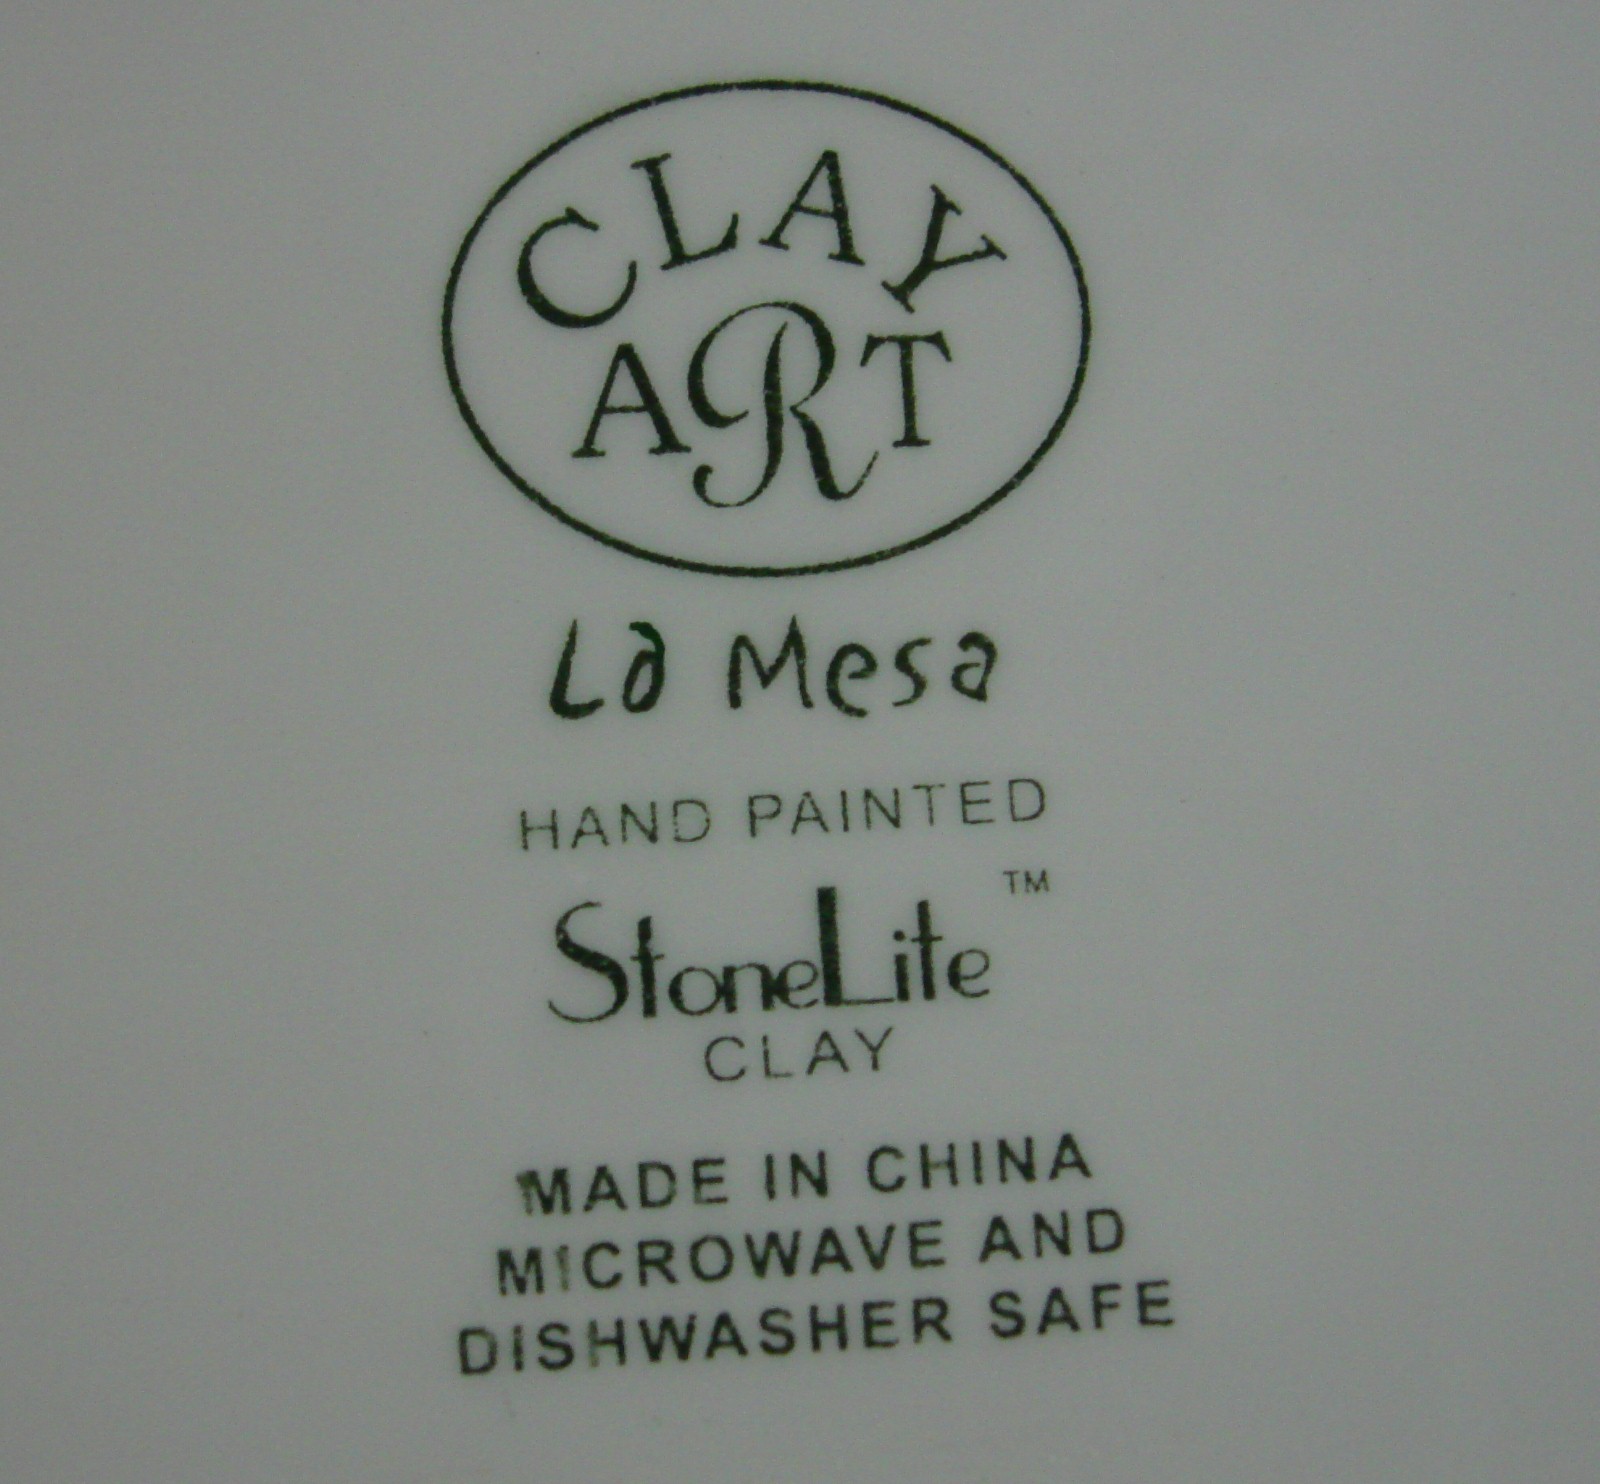 CLAY
ART
La Mesa
HAND PAINTED
StoneLite™
CLAY
MADE IN CHINA
MICROWAVE AND
DISHWASHER SAFE